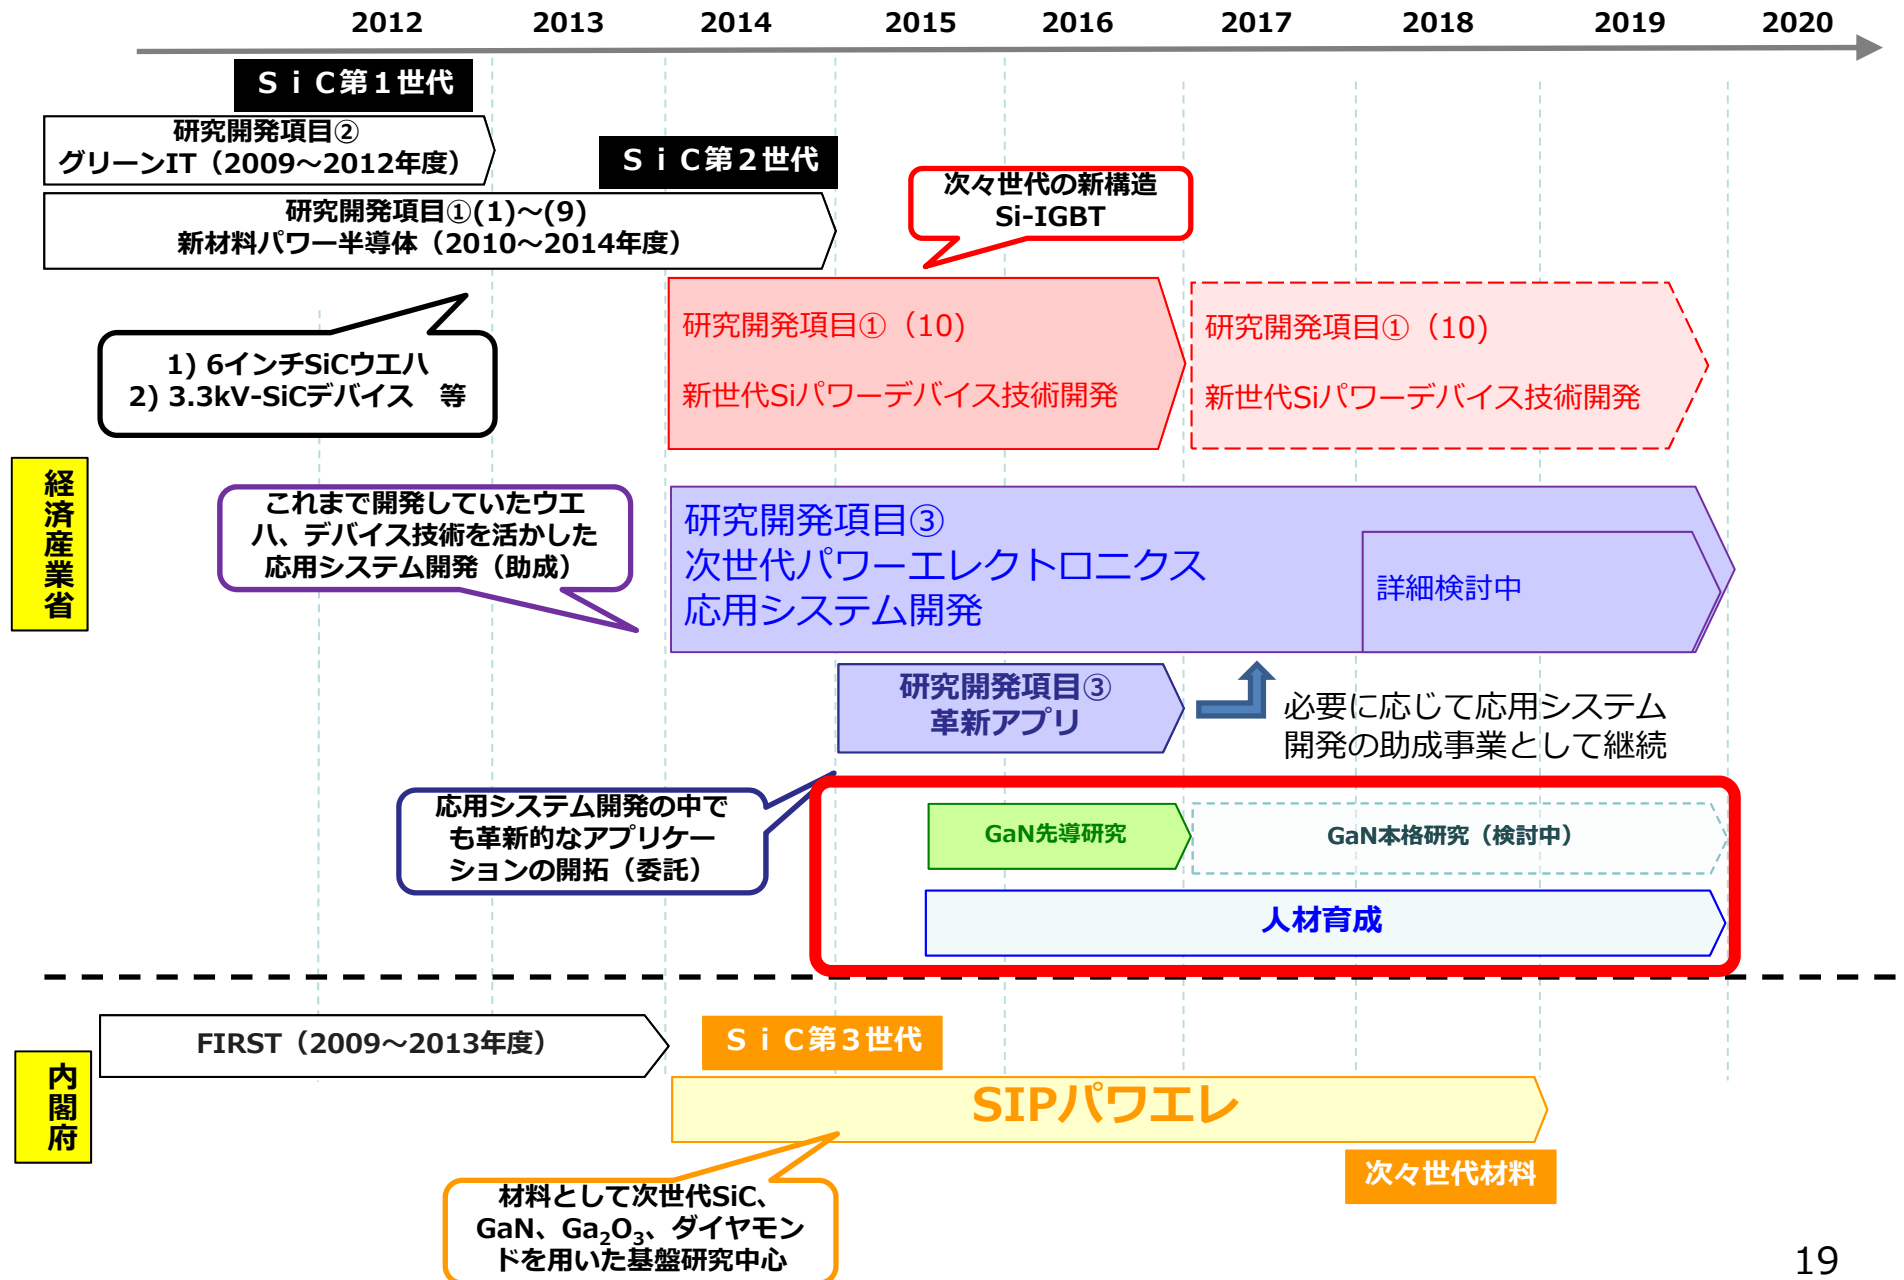 2012 2013 2014 2015 2016 2017 2018 2019 2020
ＳｉＣ第１世代
研究開発項目②
グリーンIT（2009～2012年度）
ＳｉＣ第２世代
研究開発項目①(1)～(9)
新材料パワー半導体（2010～2014年度）
次々世代の新構造
Si-IGBT
1) 6インチSiCウエハ
2) 3.3kV-SiCデバイス　等
研究開発項目①（10)
新世代Siパワーデバイス技術開発
研究開発項目①（10)
新世代Siパワーデバイス技術開発
経済産業省
これまで開発していたウエ
ハ、デバイス技術を活かした
応用システム開発（助成）
研究開発項目③
次世代パワーエレクトロニクス
応用システム開発
詳細検討中
研究開発項目③
革新アプリ
必要に応じて応用システム
開発の助成事業として継続
応用システム開発の中で
も革新的なアプリケー
ションの開拓（委託）
GaN先導研究
GaN本格研究（検討中）
人材育成
内閣府
FIRST（2009～2013年度）
ＳｉＣ第３世代
SIPパワエレ
次々世代材料
材料として次世代SiC、
GaN、Ga₂O₃、ダイヤモン
ドを用いた基盤研究中心
19